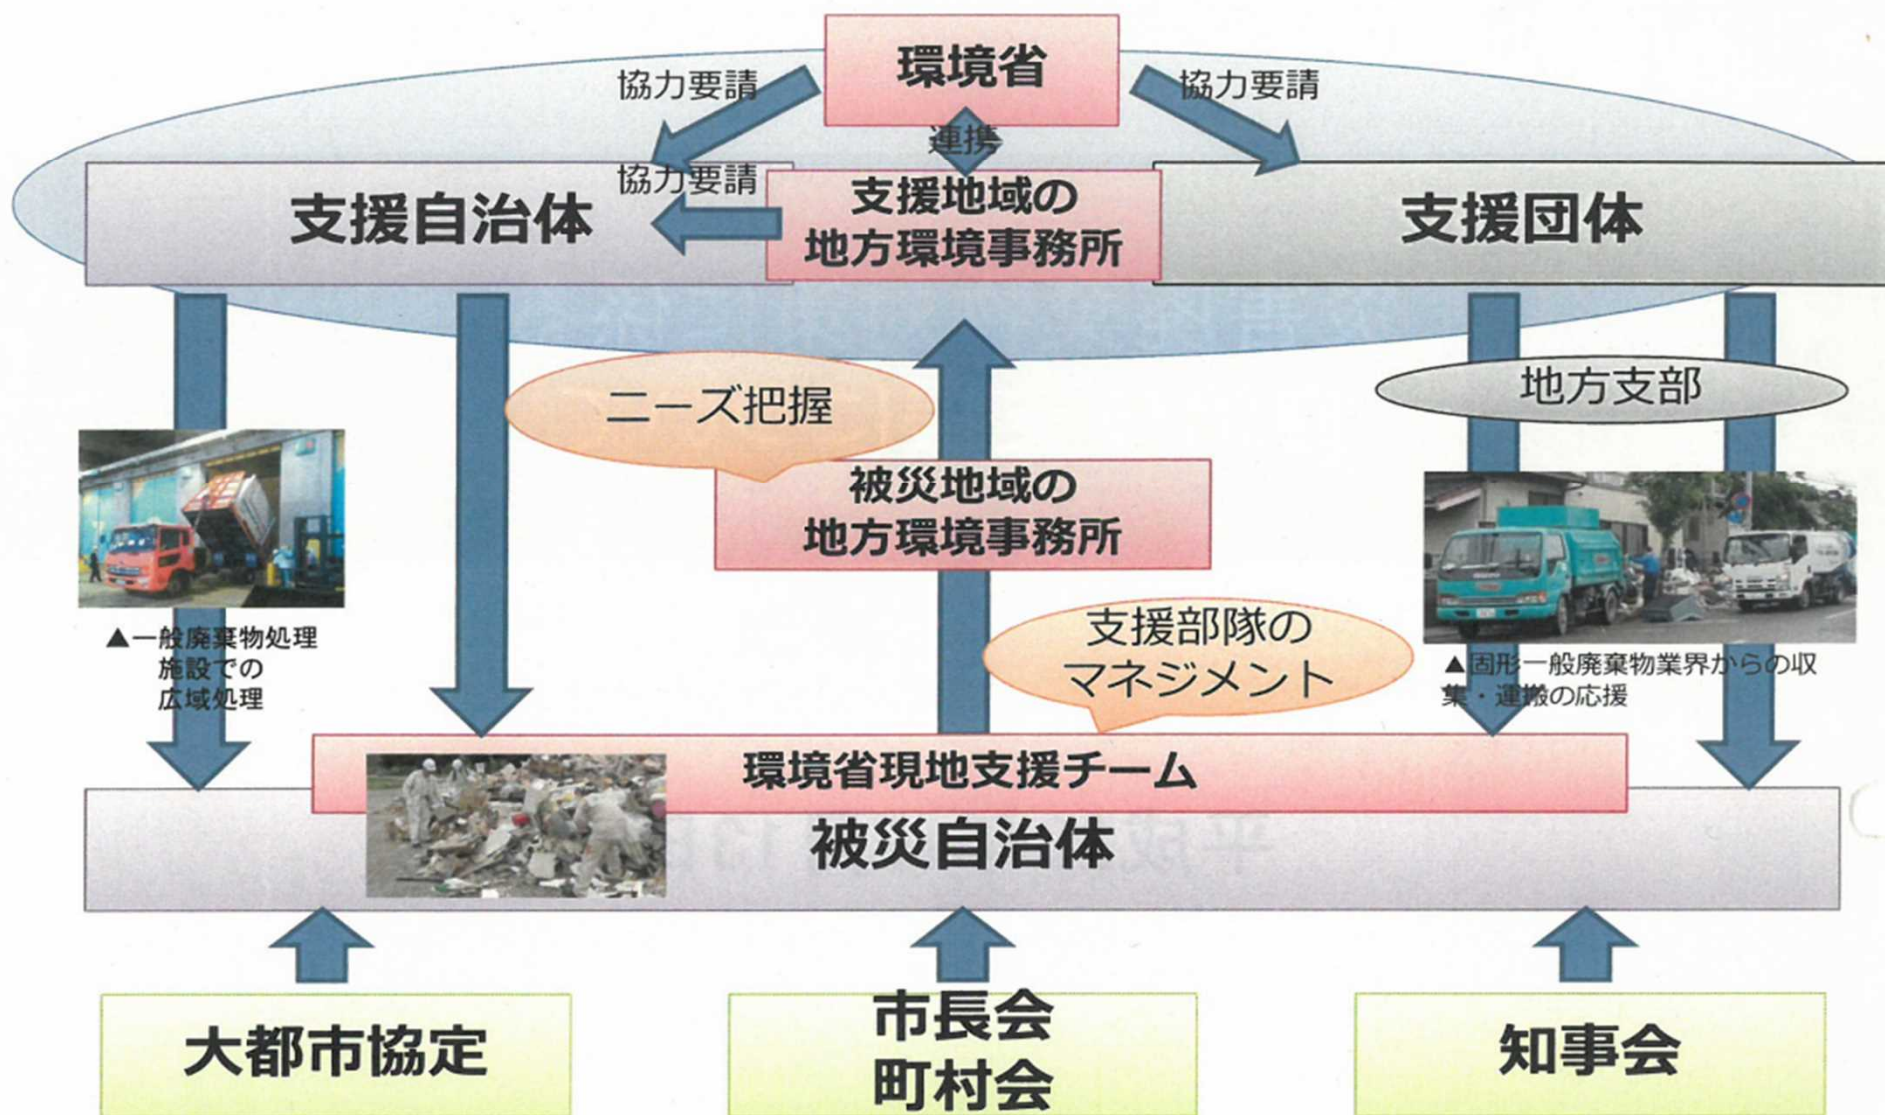 環境省
協力要請
協力要請
連携
協力要請
支援自治体
支援地域の
地方環境事務所
支援団体
ニーズ把握
地方支部
被災地域の
地方環境事務所
▲一般廃棄物処理
施設での
広域処理
支援部隊の
マネジメント
▲固形一般廃棄物業界からの収
集・運搬の応援
環境省現地支援チーム
被災自治体
大都市協定
市長会
町村会
知事会